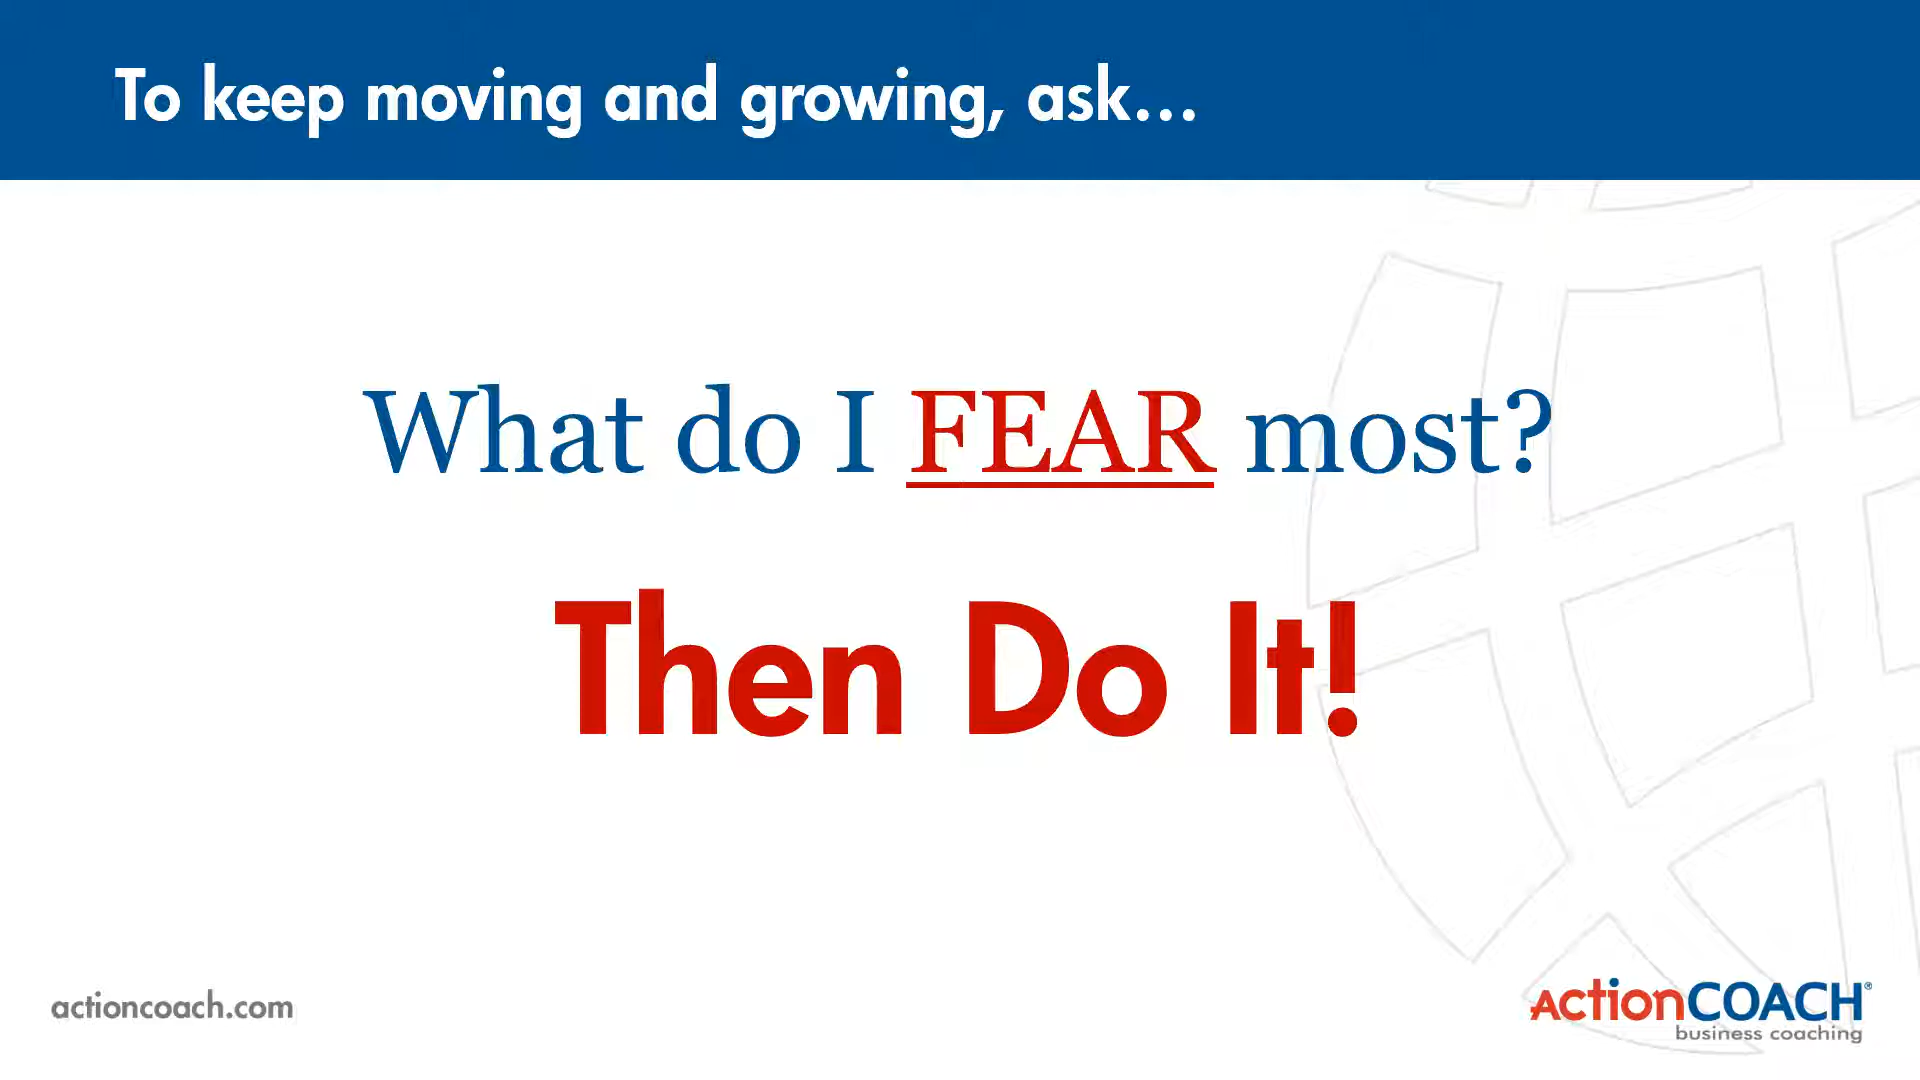 To keep moving and growing, ask…
What do I FEAR most?
Then Do It!
actioncoach.com
ActionCOACH®
business coaching